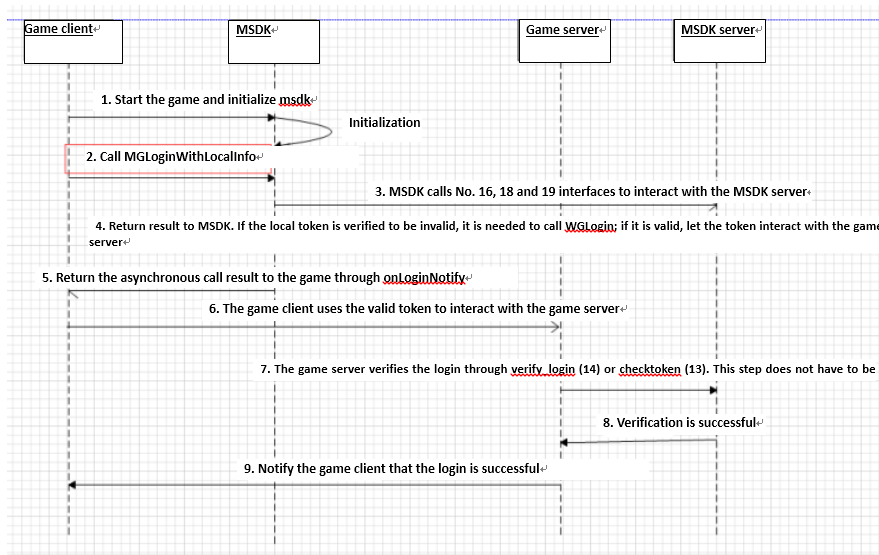 Game client
MSDK
Game server
MSDK server
1. Start the game and initialize msdk
Initialization
2. Call MGLoginWithLocalInfo
3. MSDK calls No. 16, 18 and 19 interfaces to interact with the MSDK server
4. Return result to MSDK. If the local token is verified to be invalid, it is needed to call WGLogin; if it is valid, let the token interact with the game
server
5. Return the asynchronous call result to the game through onLoginNotify
6. The game client uses the valid token to interact with the game server
7. The game server verifies the login through verify_login (14) or checktoken (13). This step does not have to be
8. Verification is successful
9. Notify the game client that the login is successful